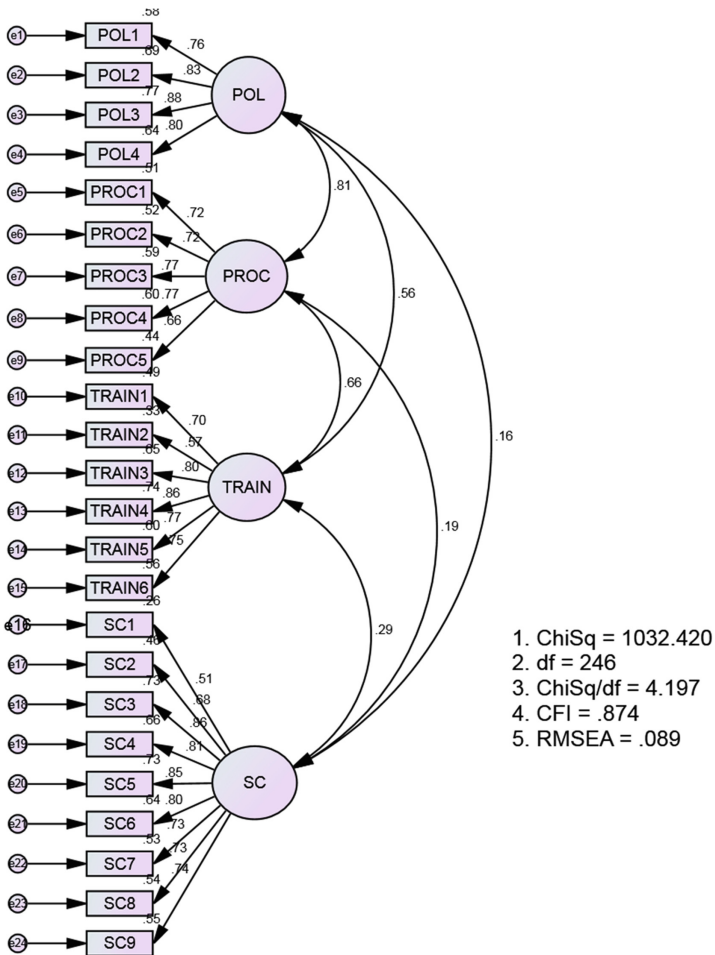 .58
e1 POL1 .76
.69
e2 POL2 .83
POL
.77
e3 POL3 .88
.64 .80
e4 POL4
.51
e5 PROC1 .81
.52 .72
e6 PROC2 .72
.59
e7 PROC3 .77 PROC .56
.60 .77
e8 PROC4 .66
.44
e9 PROC5 .66
.49
e10 TRAIN1
.33 .70
e11 TRAIN2 .57 .16
.65
e12 TRAIN3 .80
.74 .86 TRAIN
e13 TRAIN4 .77
.60 .19
e14 TRAIN5 .75
.56
e15 TRAIN6
.26
e16 SC1 .29
.46
e17 SC2 .51
.73 .68
e18 SC3 .86
.66 .81
e19 SC4
.73 .85
e20 SC5 SC
.64 .80
e21 SC6 .73
.53 .73
e22 SC7 .74
.54
e23 SC8
.55
e24 SC9
1. ChiSq = 1032.420
2. df = 246
3. ChiSq/df = 4.197
4. CFI = .874
5. RMSEA = .089